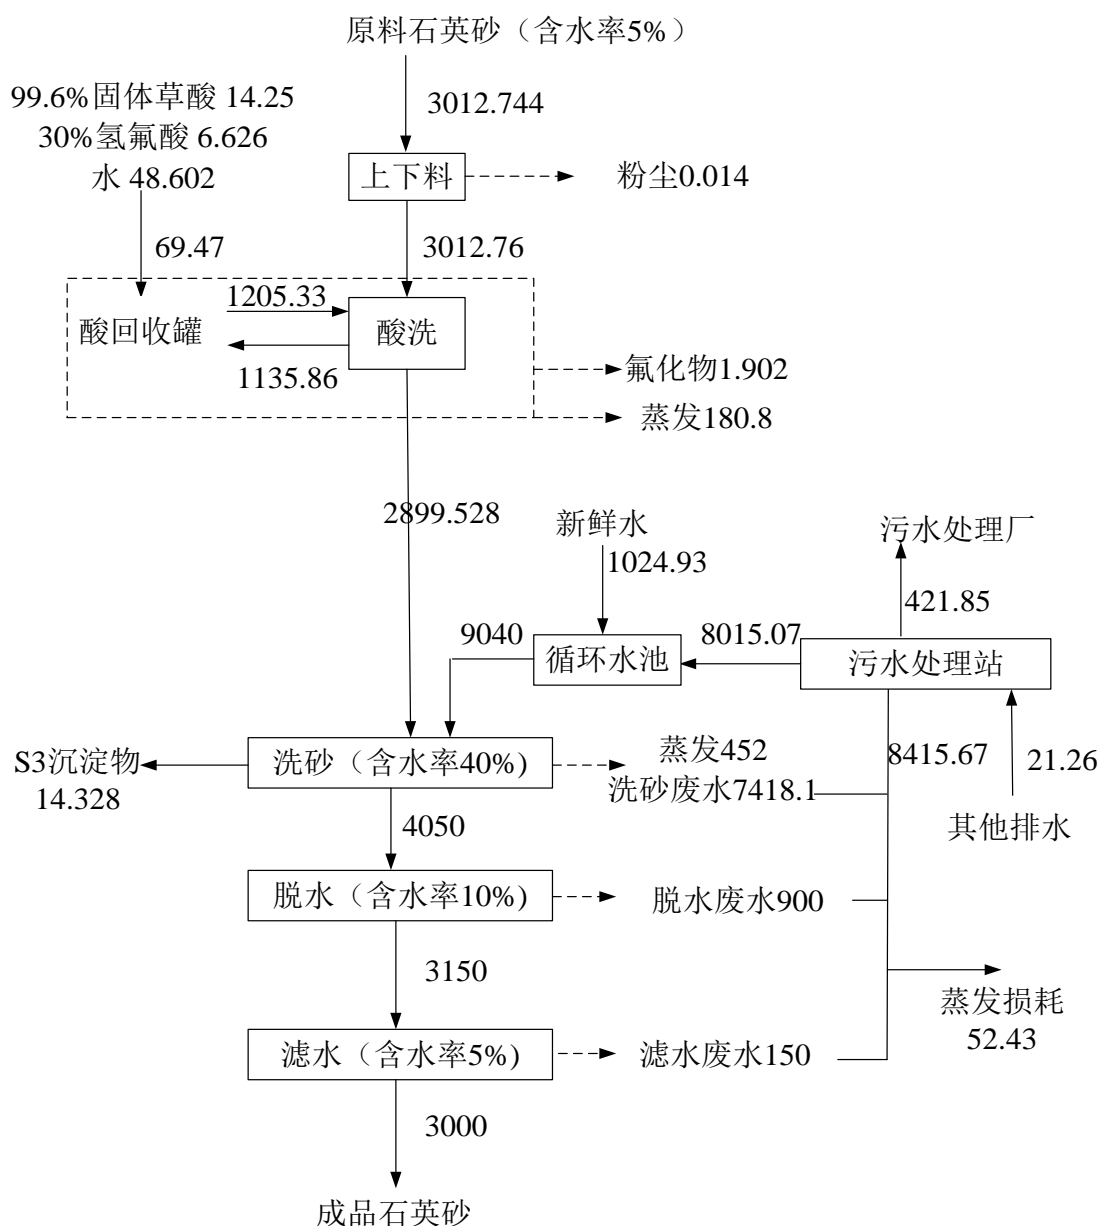 原料石英砂（含水率5%）
99.6%固体草酸 14.25
30%氢氟酸 6.626
水 48.602
3012.744
上下料
粉尘0.014
69.47
3012.76
1205.33
酸回收罐
酸洗
1135.86
氟化物1.902
蒸发180.8
2899.528
新鲜水
1024.93
污水处理厂
421.85
9040
循环水池
8015.07
污水处理站
S3沉淀物
14.328
洗砂（含水率40%)
蒸发452
洗砂废水7418.1
8415.67
21.26
其他排水
4050
脱水（含水率10%)
脱水废水900
3150
蒸发损耗
52.43
滤水（含水率5%)
滤水废水150
3000
成品石英砂